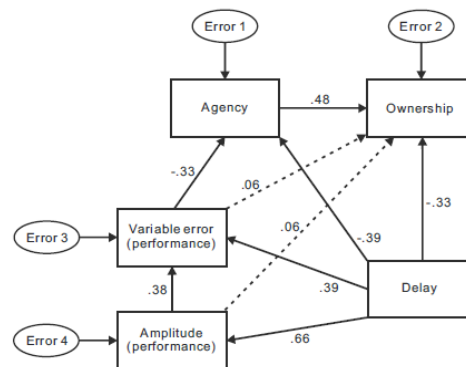 Error 1
Error 2
Agency
.48
Ownership
-.33
.06
-.33
Error 3
Variable error
(performance)
.06
-.39
.38
.39
Delay
Error 4
Amplitude
(performance)
.66